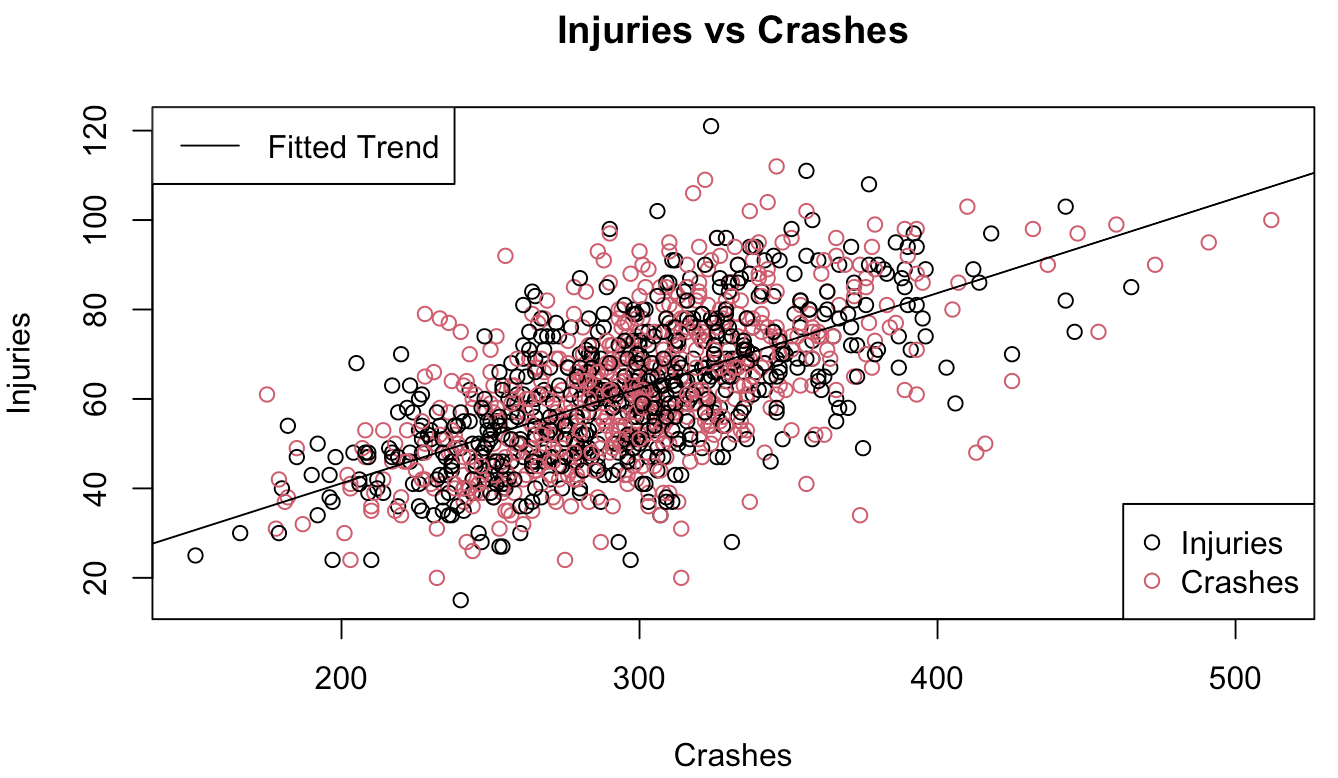 Injuries vs Crashes
Fitted Trend
Injuries
120
100
80
60
40
20
Injuries
Crashes
200 300 400 500
Crashes